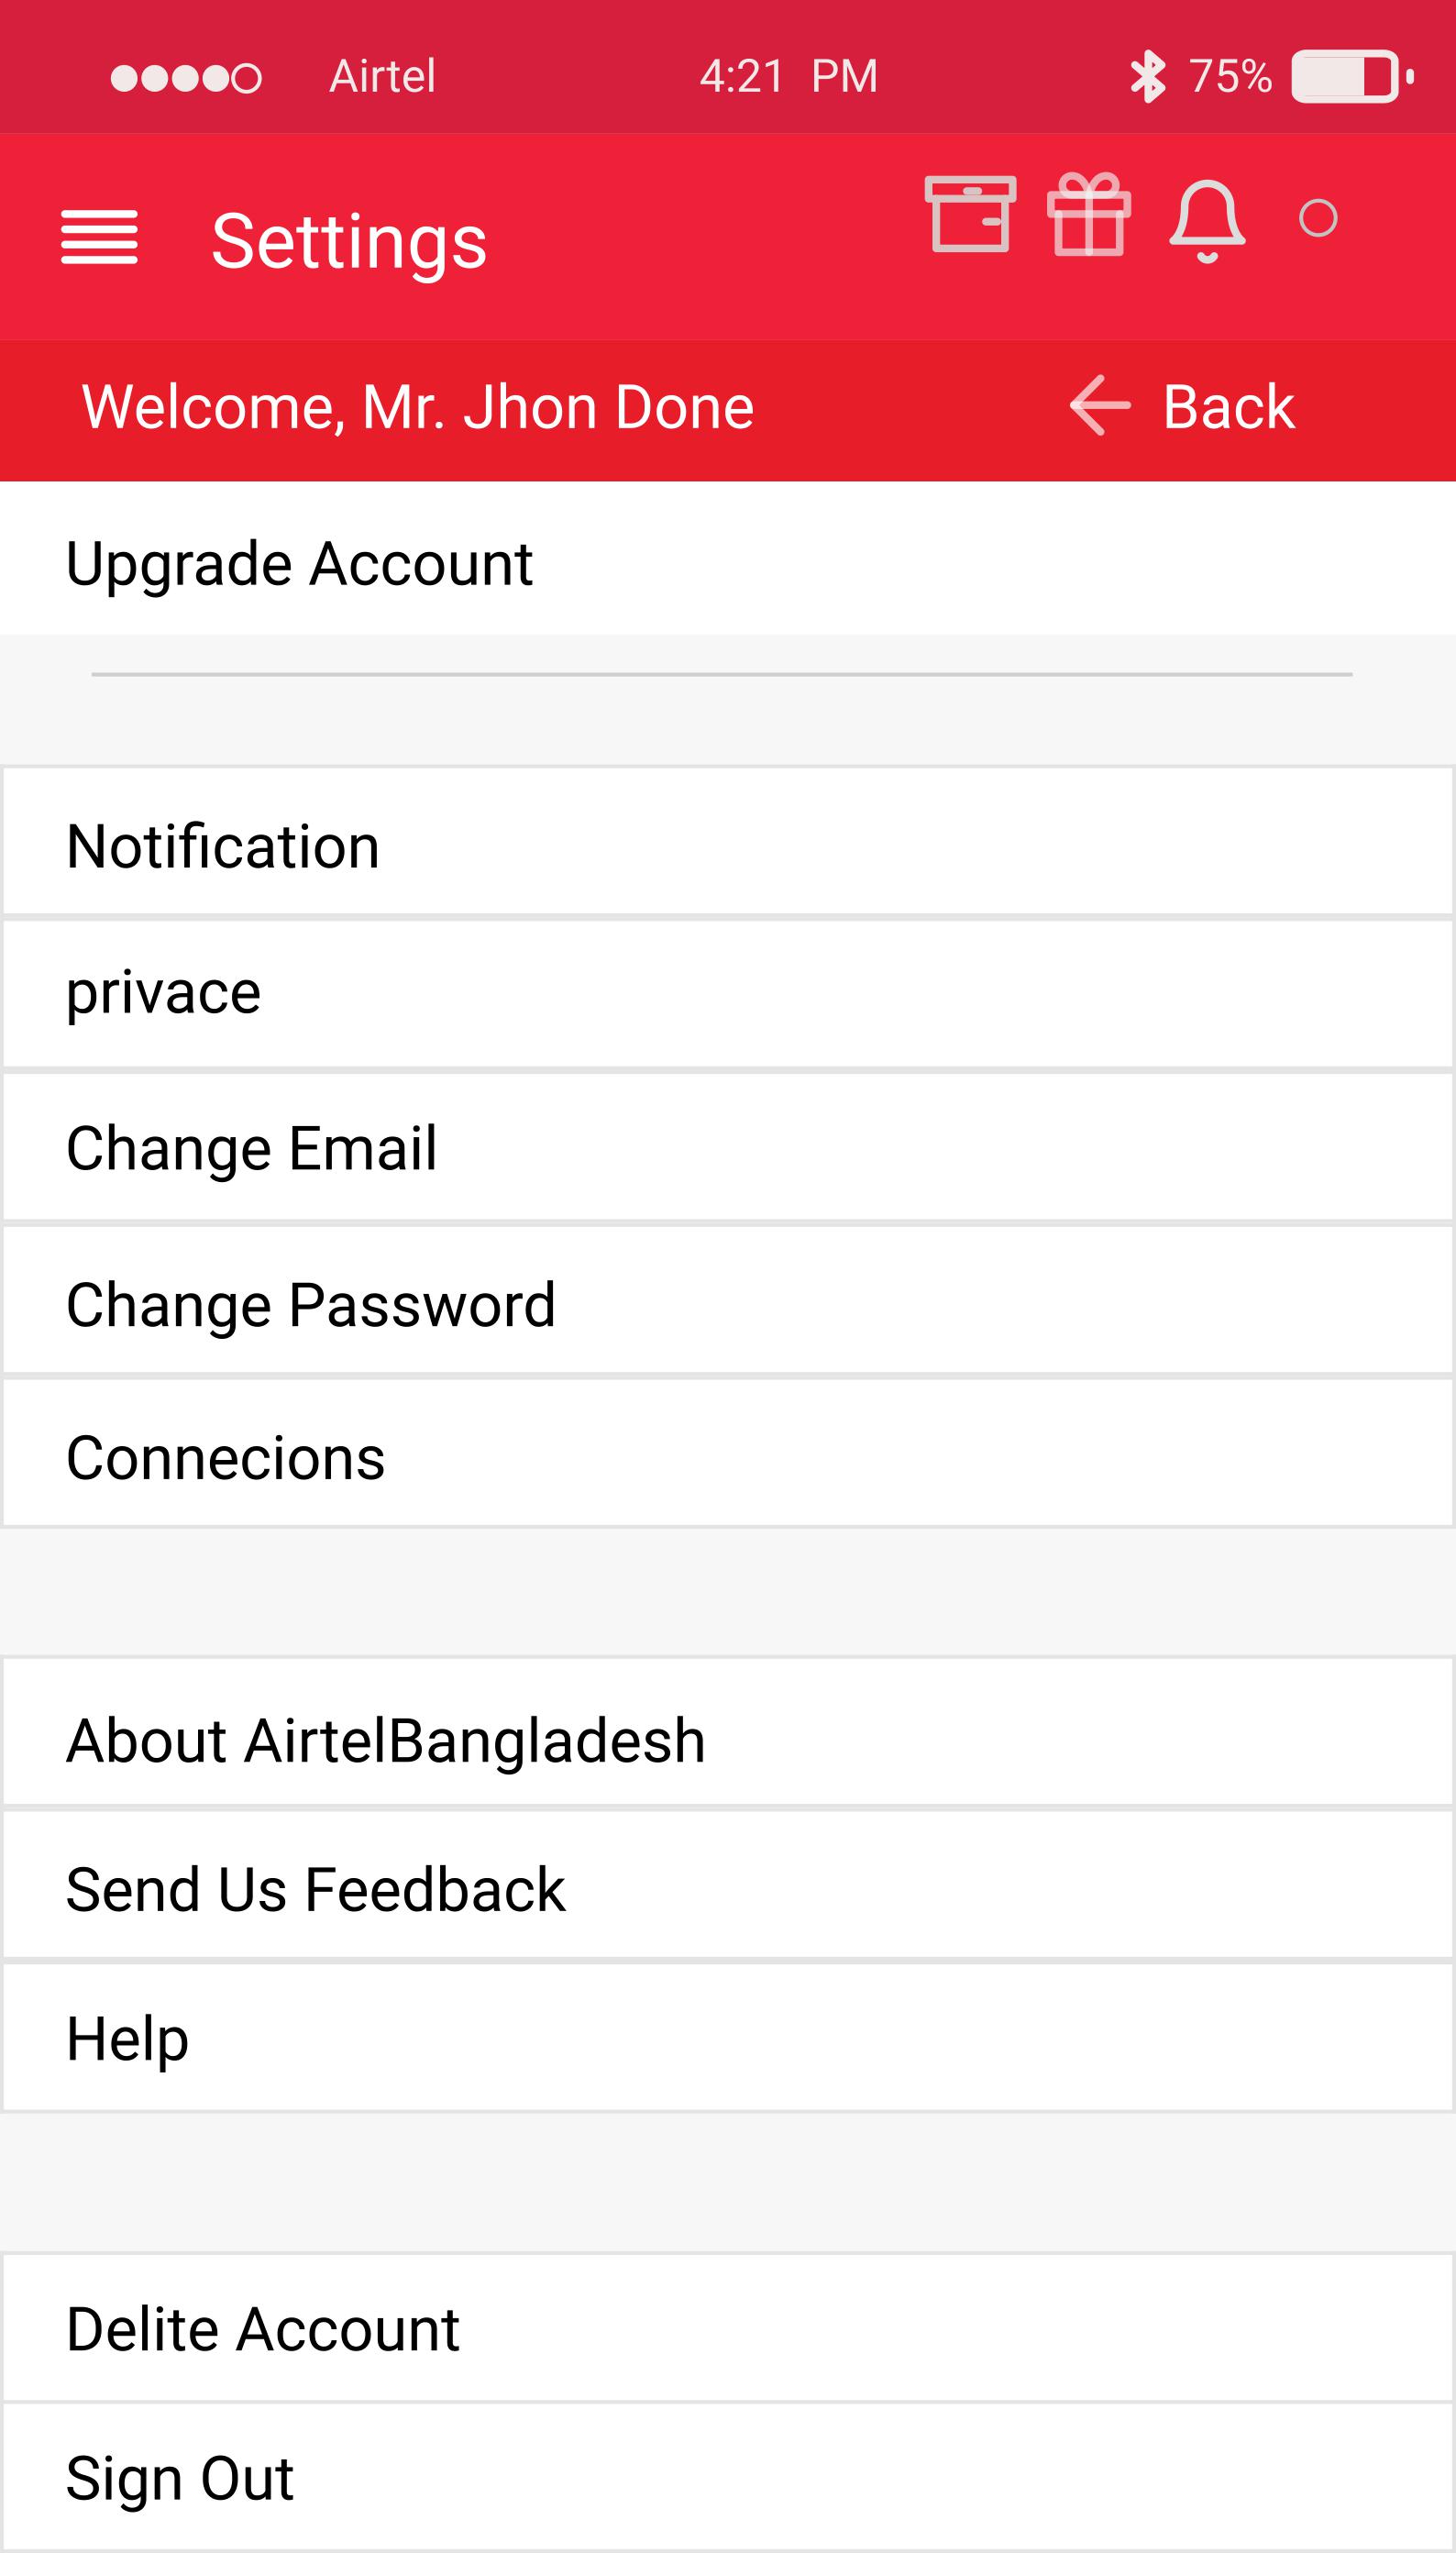 Airtel 4:21 PM 75%
Settings
Welcome, Mr. Jhon Done Back
Upgrade Account
Notification
privace
Change Email
Change Password
Connecions
About AirtelBangladesh
Send Us Feedback
Help
Delite Account
Sign Out